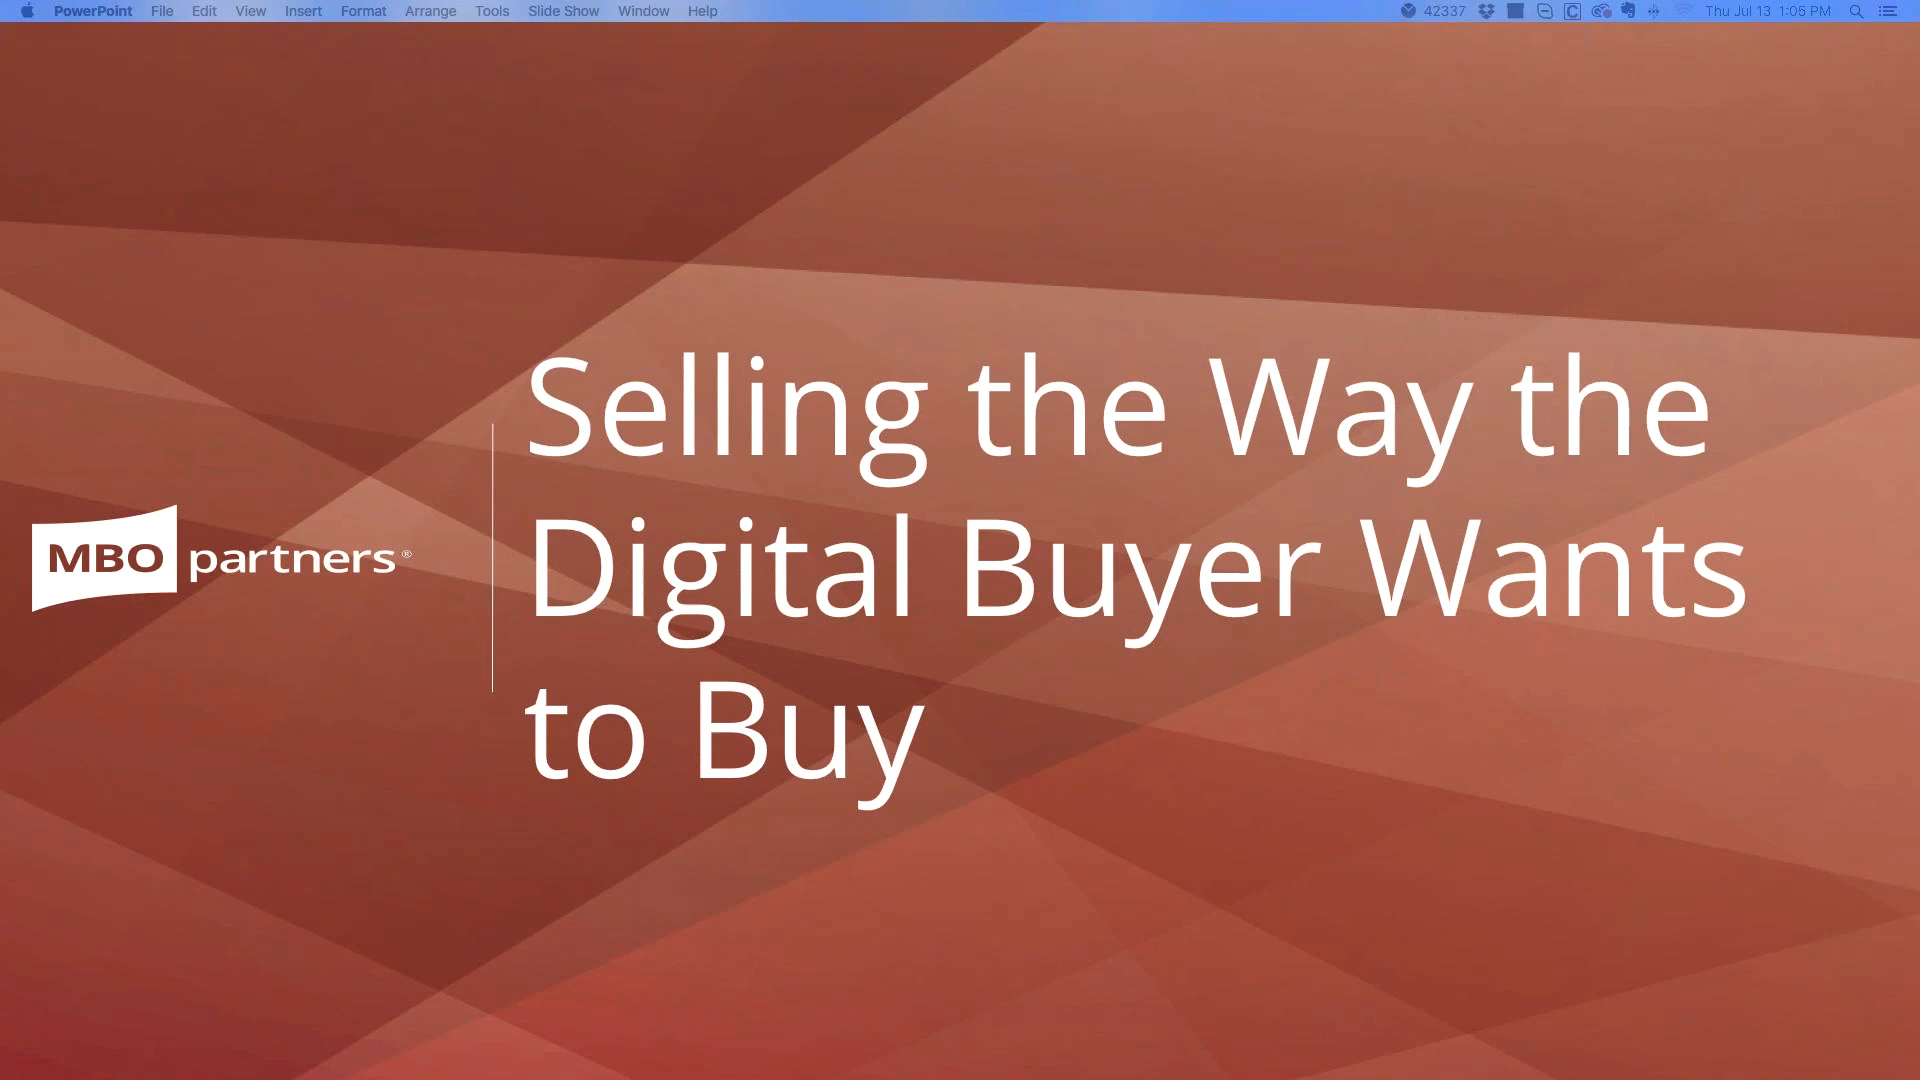 PowerPoint File Edit View Insert Format Arrange Tools Slide Show Window Help 42337 Thu Jul 13 1:05 PM
Selling the Way the
Digital Buyer Wants
to Buy
MBO partners®